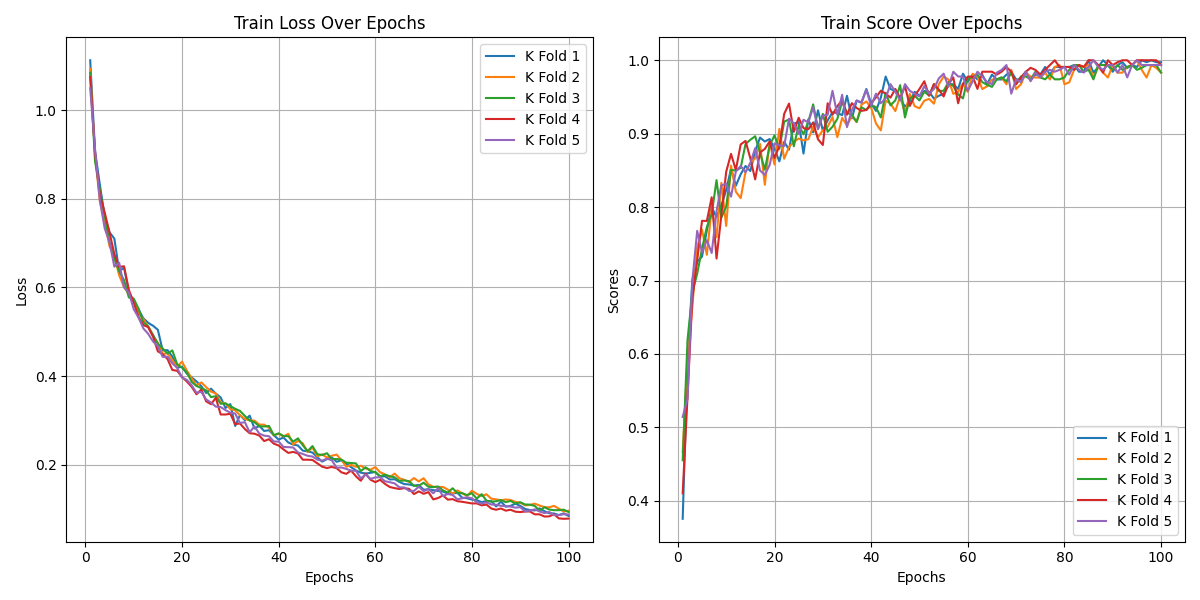 Train Loss Over Epochs
Loss
1.0
0.8
0.6
0.4
0.2
K Fold 1
K Fold 2
K Fold 3
K Fold 4
K Fold 5
0 20 40 60 80 100
Epochs
Train Score Over Epochs
Scores
1.0
0.9
0.8
0.7
0.6
0.5
0.4
K Fold 1
K Fold 2
K Fold 3
K Fold 4
K Fold 5
0 20 40 60 80 100
Epochs